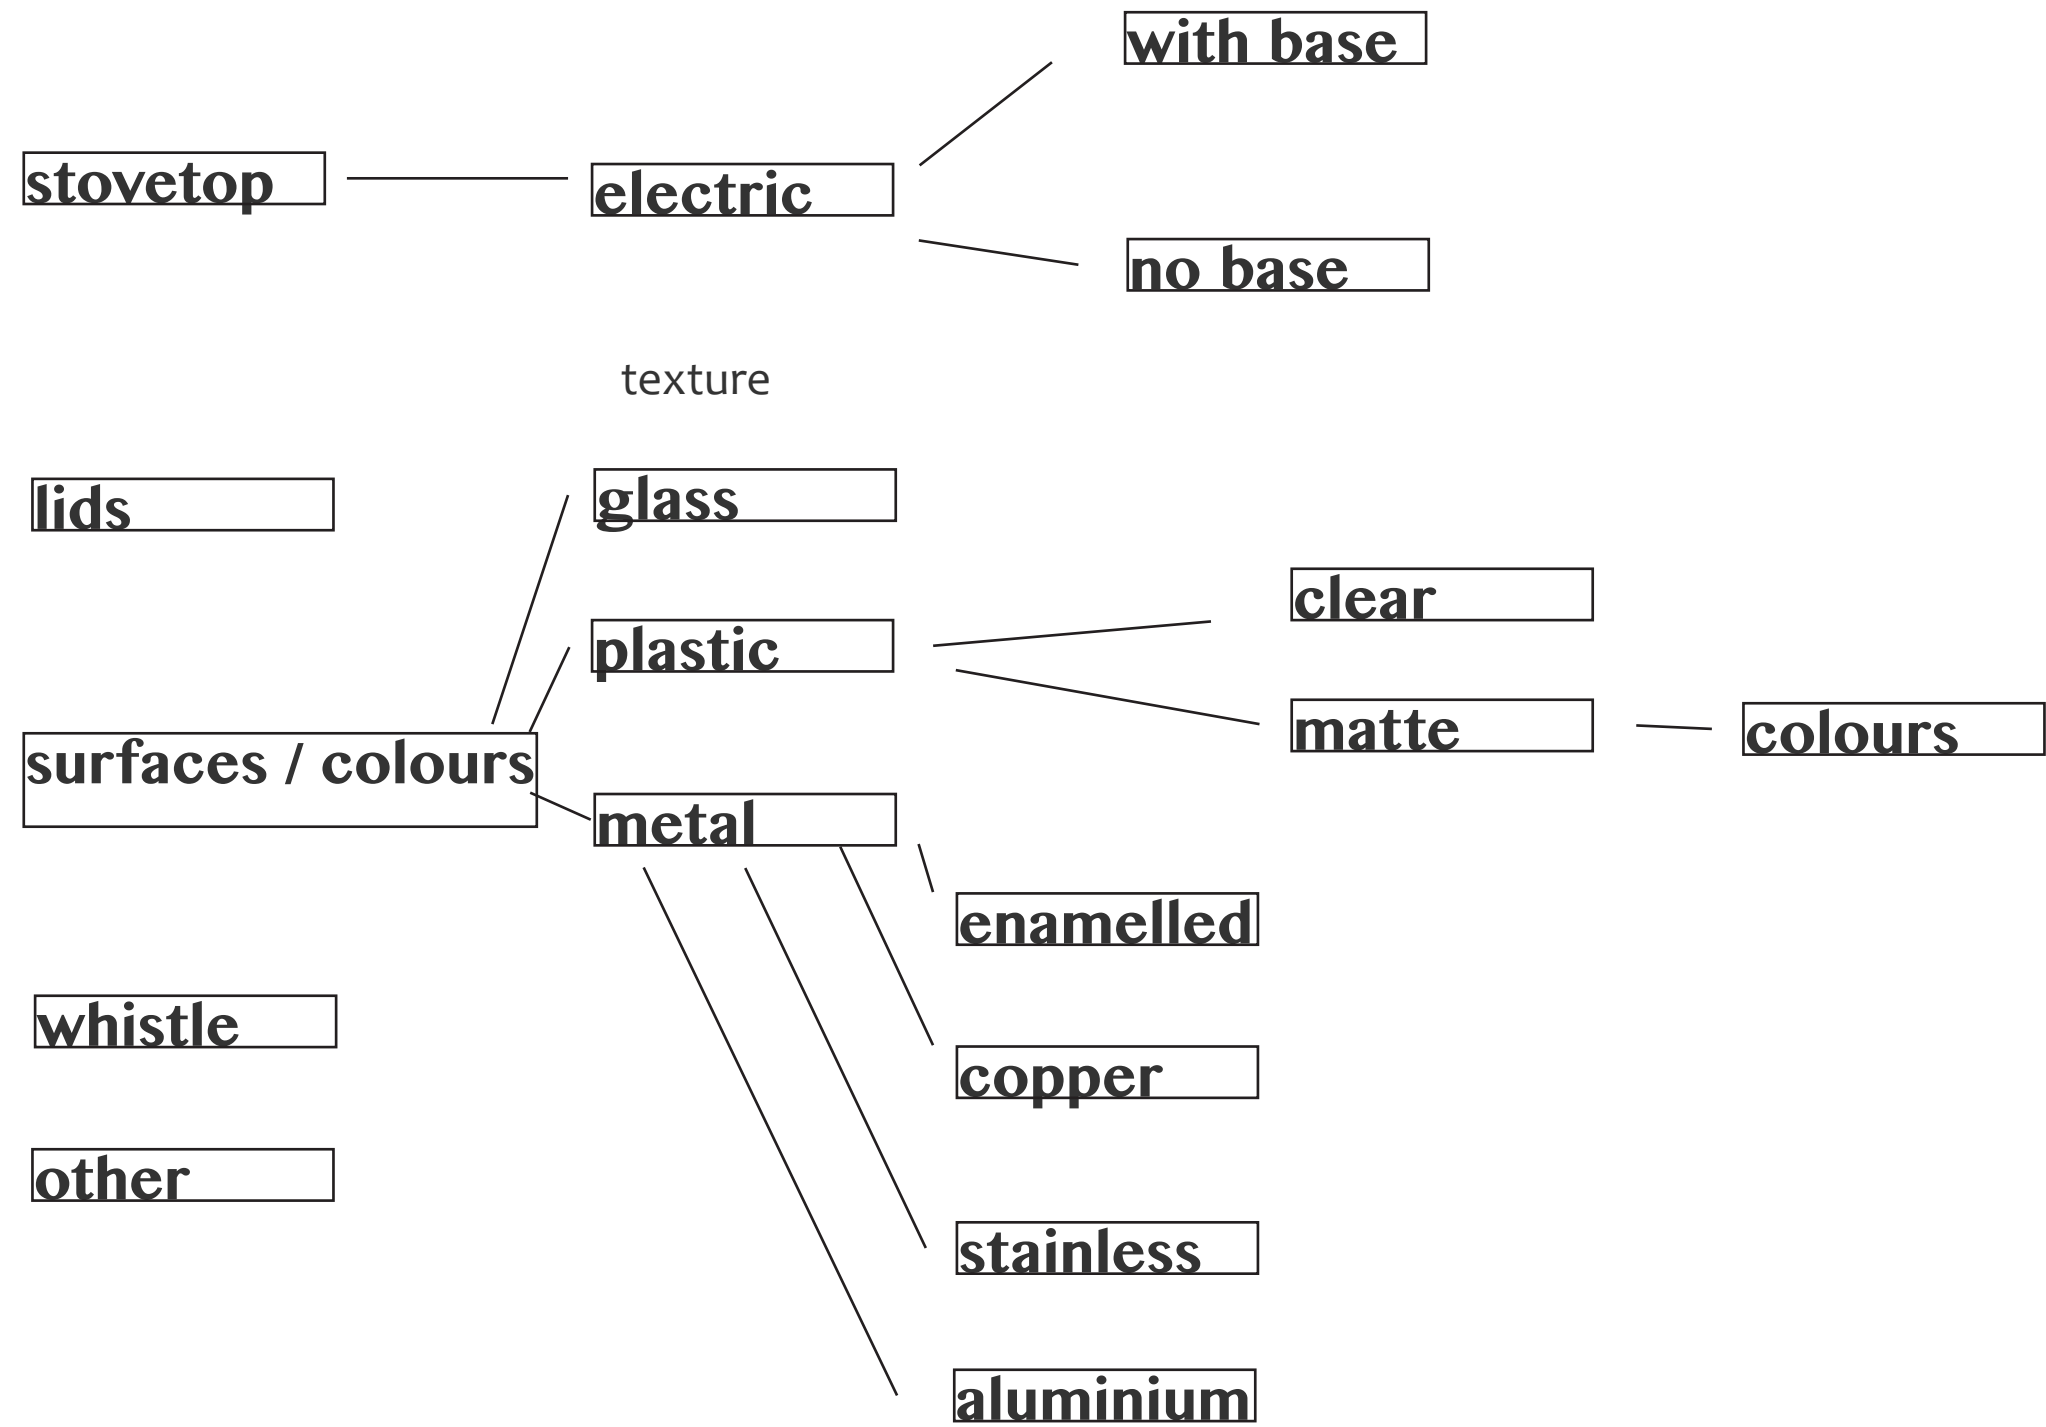 with base
stovetop
electric
no base
texture
lids
glass
clear
plastic
matte
colours
surfaces / colours
metal
enamelled
whistle
copper
other
stainless
aluminium